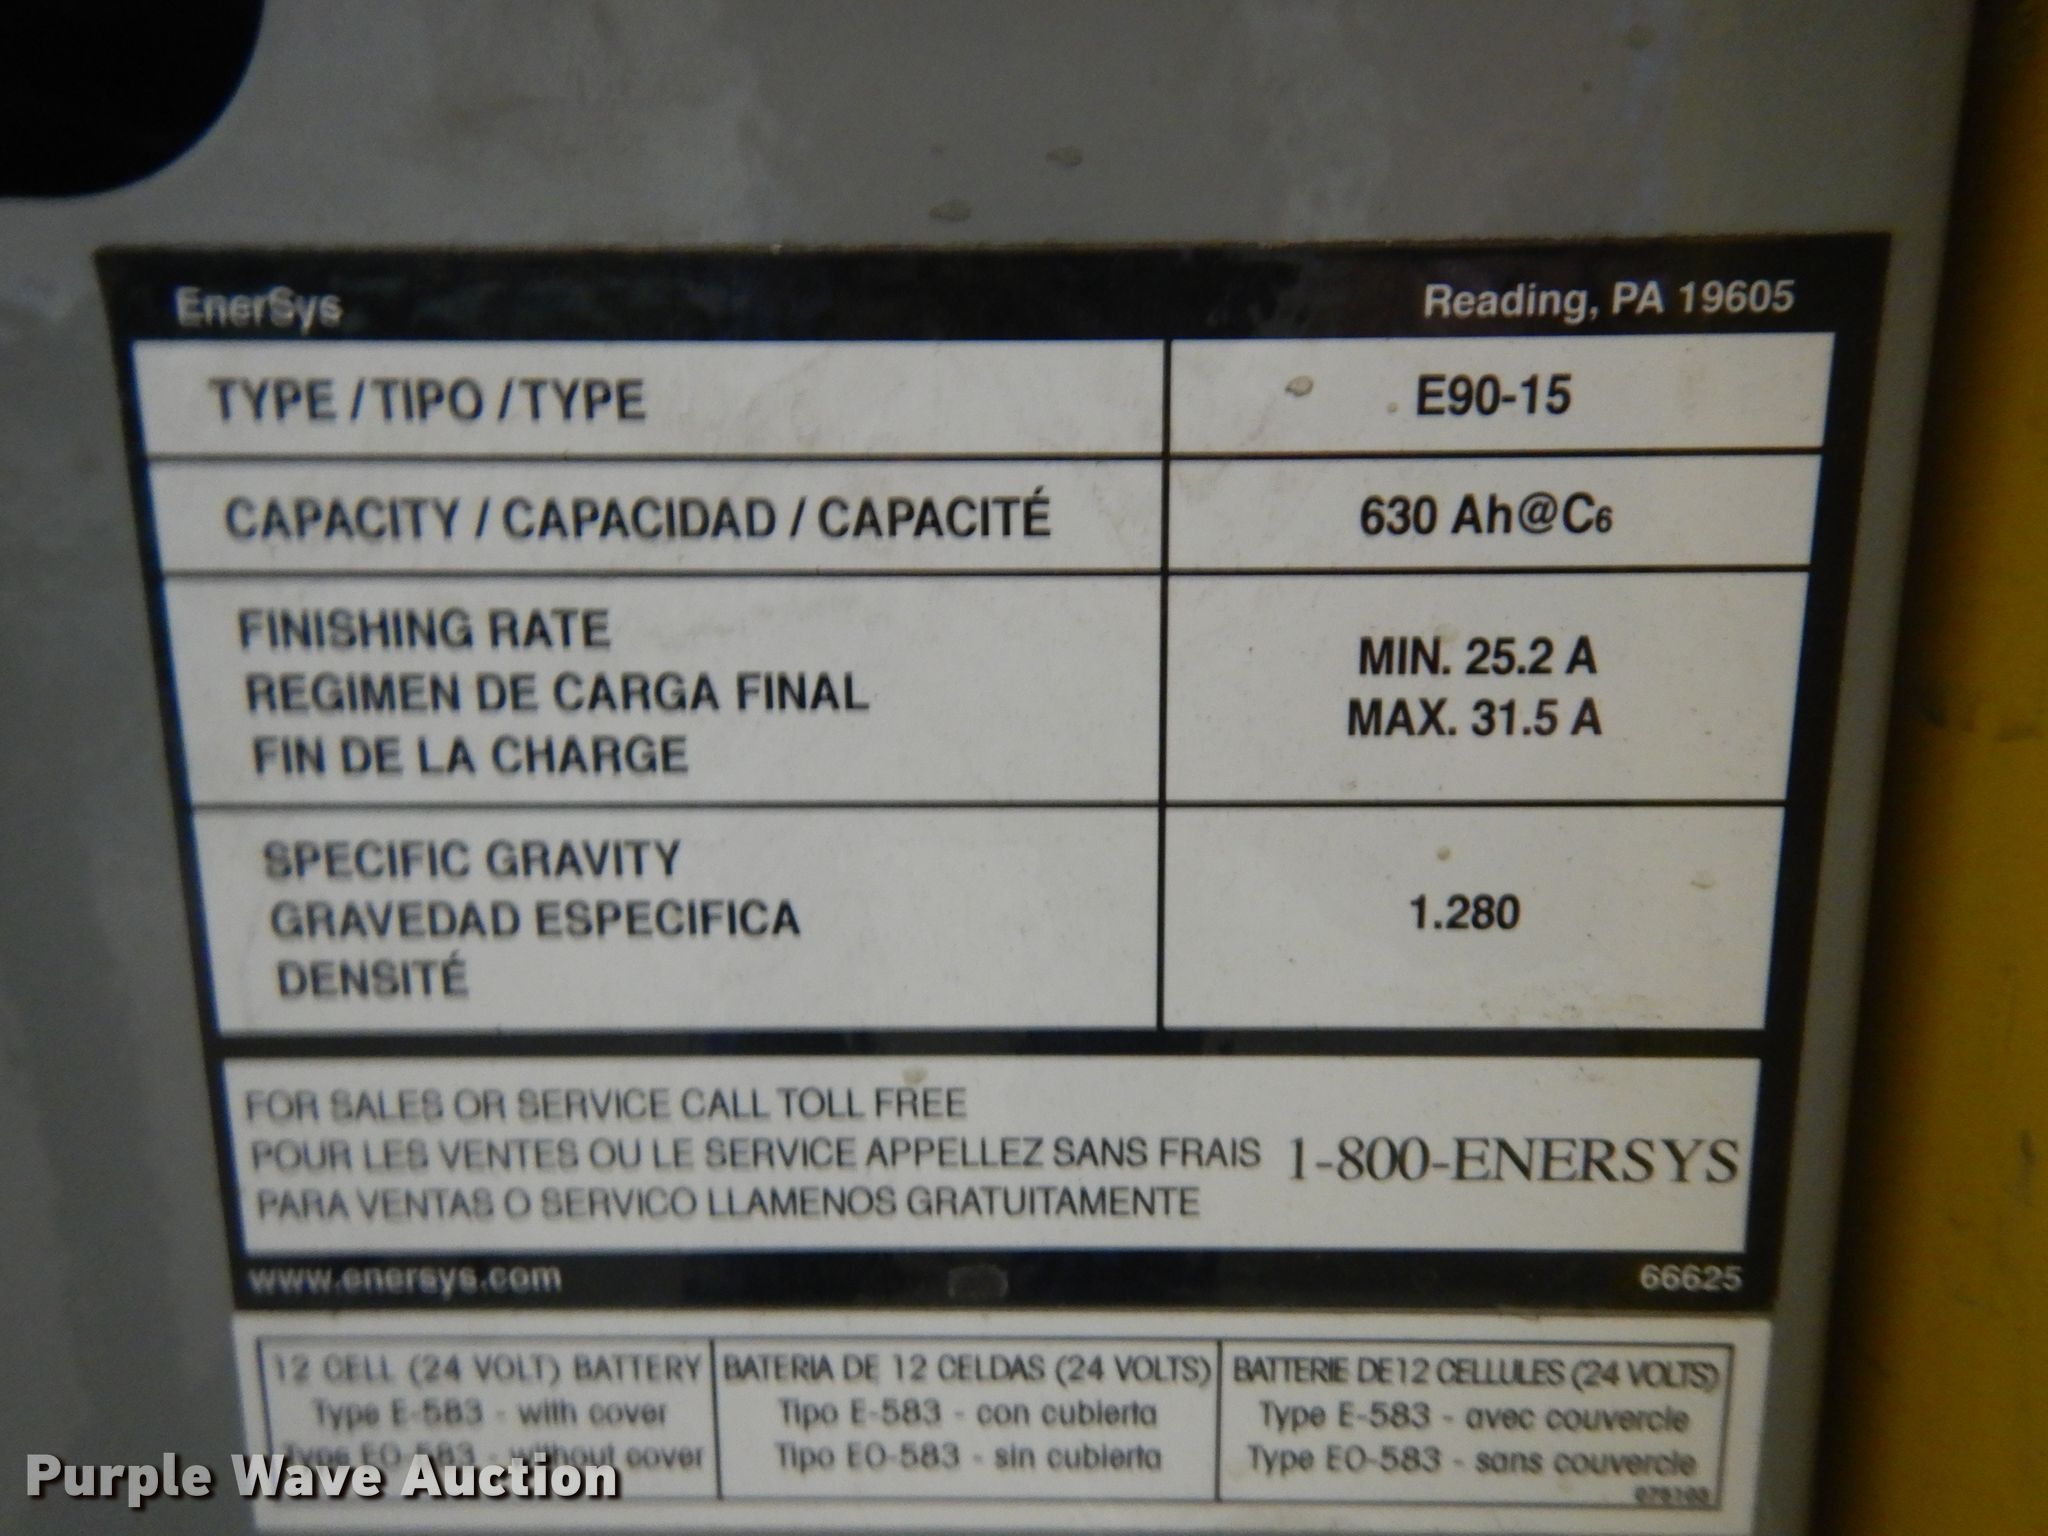 EnerSys
Reading, PA 19605
TYPE / TIPO / TYPE
E90-15
CAPACITY / CAPACIDAD / CAPACITÉ
630 Ah@C6
FINISHING RATE
REGIMEN DE CARGA FINAL
FIN DE LA CHARGE
MIN. 25.2 A
MAX. 31.5 A
SPECIFIC GRAVITY
GRAVEDAD ESPECIFICA
DENSITÉ
1.280
FOR SALES OR SERVICE CALL TOLL FREE
POUR LES VENTES OU LE SERVICE APPELLEZ SANS FRAIS
PARA VENTAS O SERVICO LLAMENOS GRATUITAMENTE
1-800-ENERSYS
www.enersys.com
66625
12 CELL (24 VOLT) BATTERY
Type E-583 - with cover
Type EO-583 - without cover
BATERIA DE 12 CELDAS (24 VOLTS)
Tipo E-583 - con cubierta
Tipo EO-583 - sin cubierta
BATTERIE DE 12 CELLULES (24 VOLTS)
Type E-583 - avec couvercle
Type EO-583 - sans couvercle
Purple Wave Auction